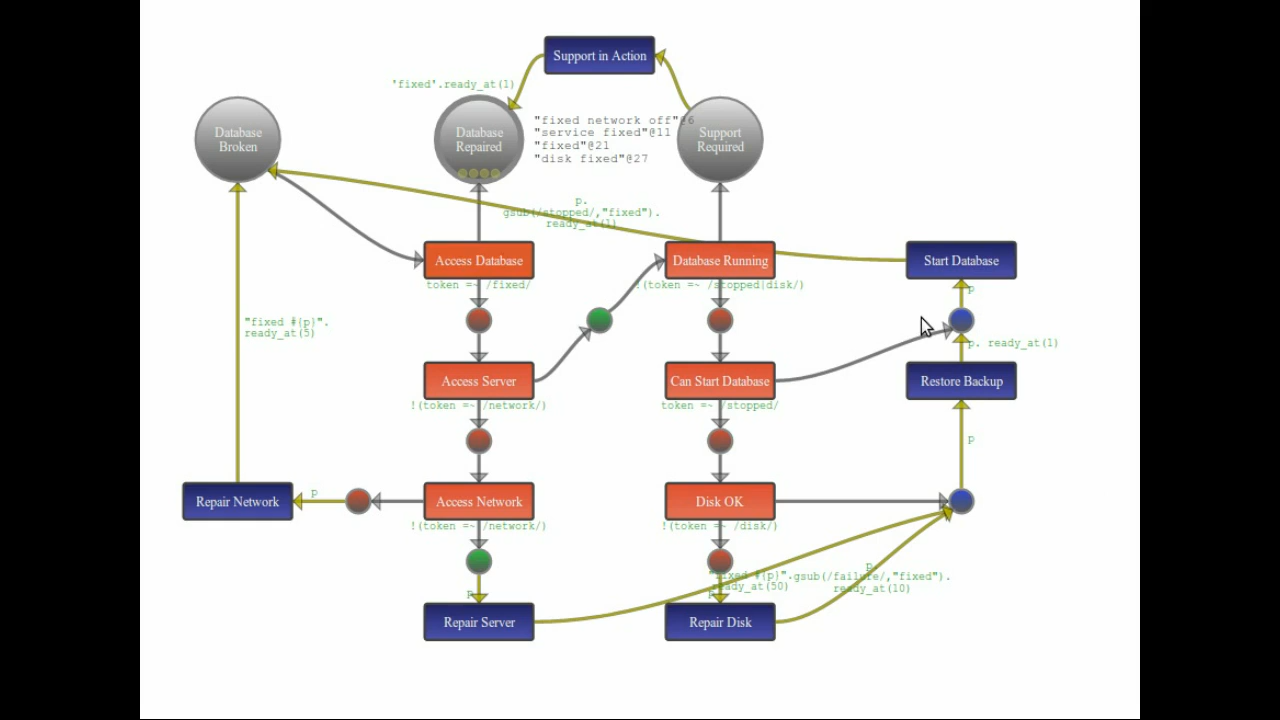 Support in Action
'fixed'.ready_at(1)
Database
Broken
Database
Repaired
"fixed network off"@6
"service fixed"@11
"fixed"@21
"disk fixed"@27
Support
Required
p.
gsub(/stopped/,"fixed").
ready_at(1)
Access Database
Database Running
Start Database
token =~ /fixed/
!(token =~ /stopped|disk/)
p
"fixed #{p}".
ready_at(5)
p. ready_at(1)
Access Server
Can Start Database
Restore Backup
!(token =~ /network/)
token =~ /stopped/
p
p
Repair Network
Access Network
Disk OK
!(token =~ /network/)
!(token =~ /disk/)
p.
"fixed #{p}".gsub(/failure/,"fixed").
ready_at(50)
ready_at(10)
p
p
Repair Server
Repair Disk